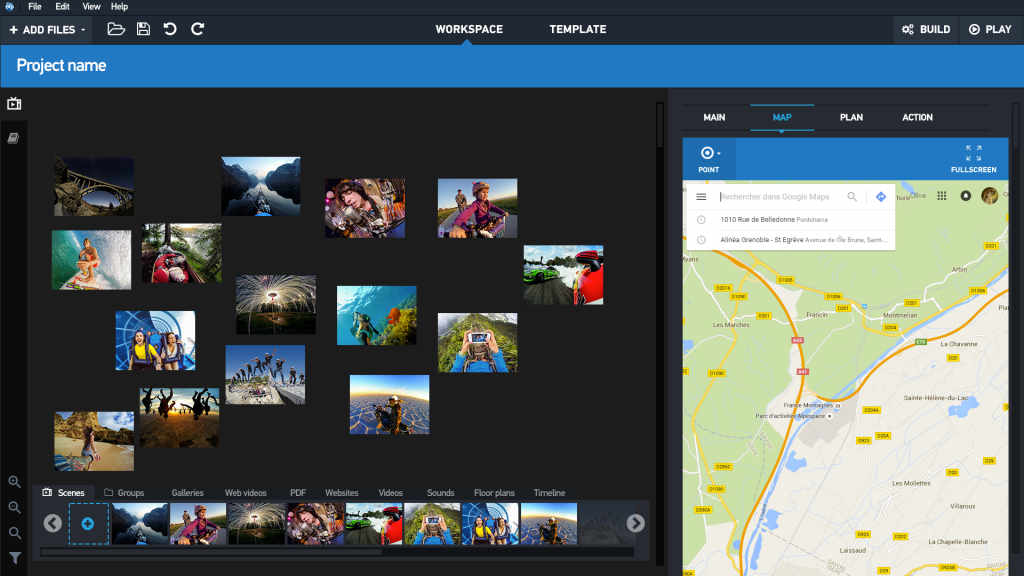 File Edit View Help
+ ADD FILES
WORKSPACE TEMPLATE
BUILD PLAY
Project name
MAIN MAP PLAN ACTION
POINT
FULLSCREEN
Rechercher dans Google Maps
1010 Rue de Belledonne Pontcharra
Alinéa Grenoble - St Egrève Avenue de l'Île Brune, Saint...
Arbin
Francin
Montmélian
Les Marches
La Chavanne
Sainte-Hélène-du-Lac
France Montagnes
Parc d'activités Alpespace
Les Mollettes
Villaroux
La Chapelle-Blanche
Laissaud
Scenes Groups Galleries Web videos PDF Websites Videos Sounds Floor plans Timeline